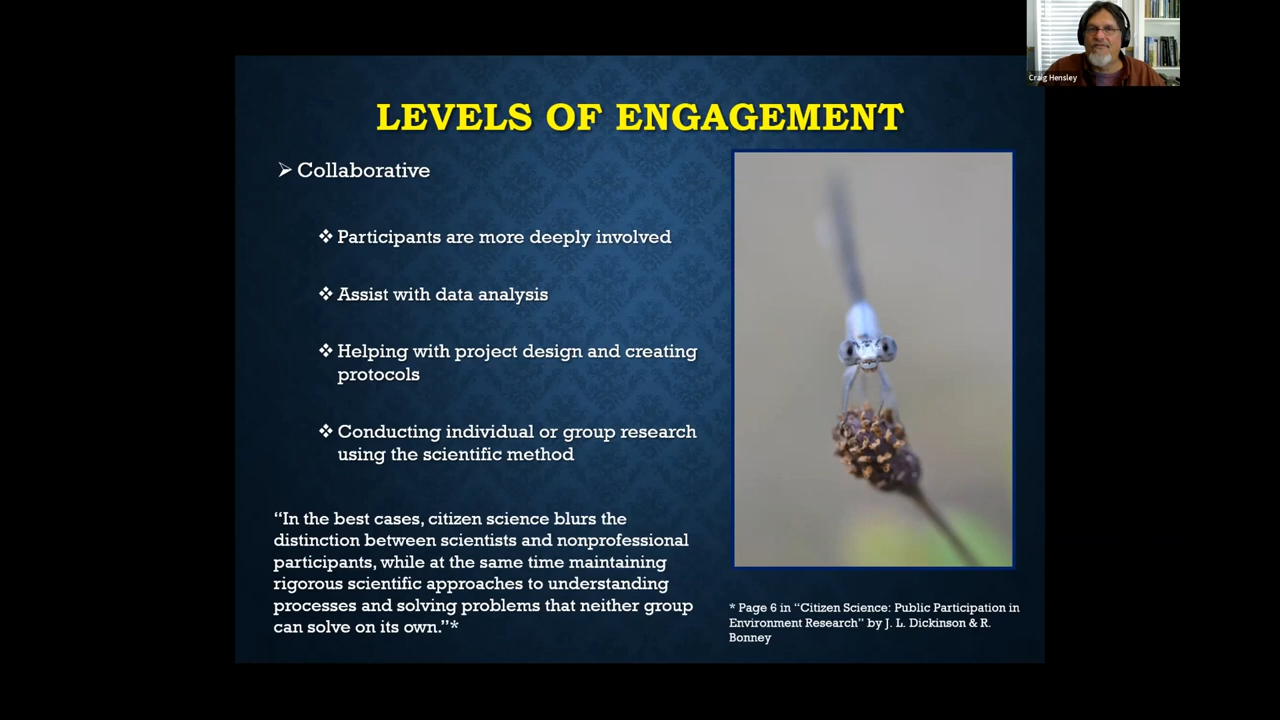 Craig Hensley
LEVELS OF ENGAGEMENT
Collaborative
Participants are more deeply involved
Assist with data analysis
Helping with project design and creating
protocols
Conducting individual or group research
using the scientific method
“In the best cases, citizen science blurs the
distinction between scientists and nonprofessional
participants, while at the same time maintaining
rigorous scientific approaches to understanding
processes and solving problems that neither group
can solve on its own.”*
* Page 6 in “Citizen Science: Public Participation in
Environment Research” by J. L. Dickinson & R.
Bonney